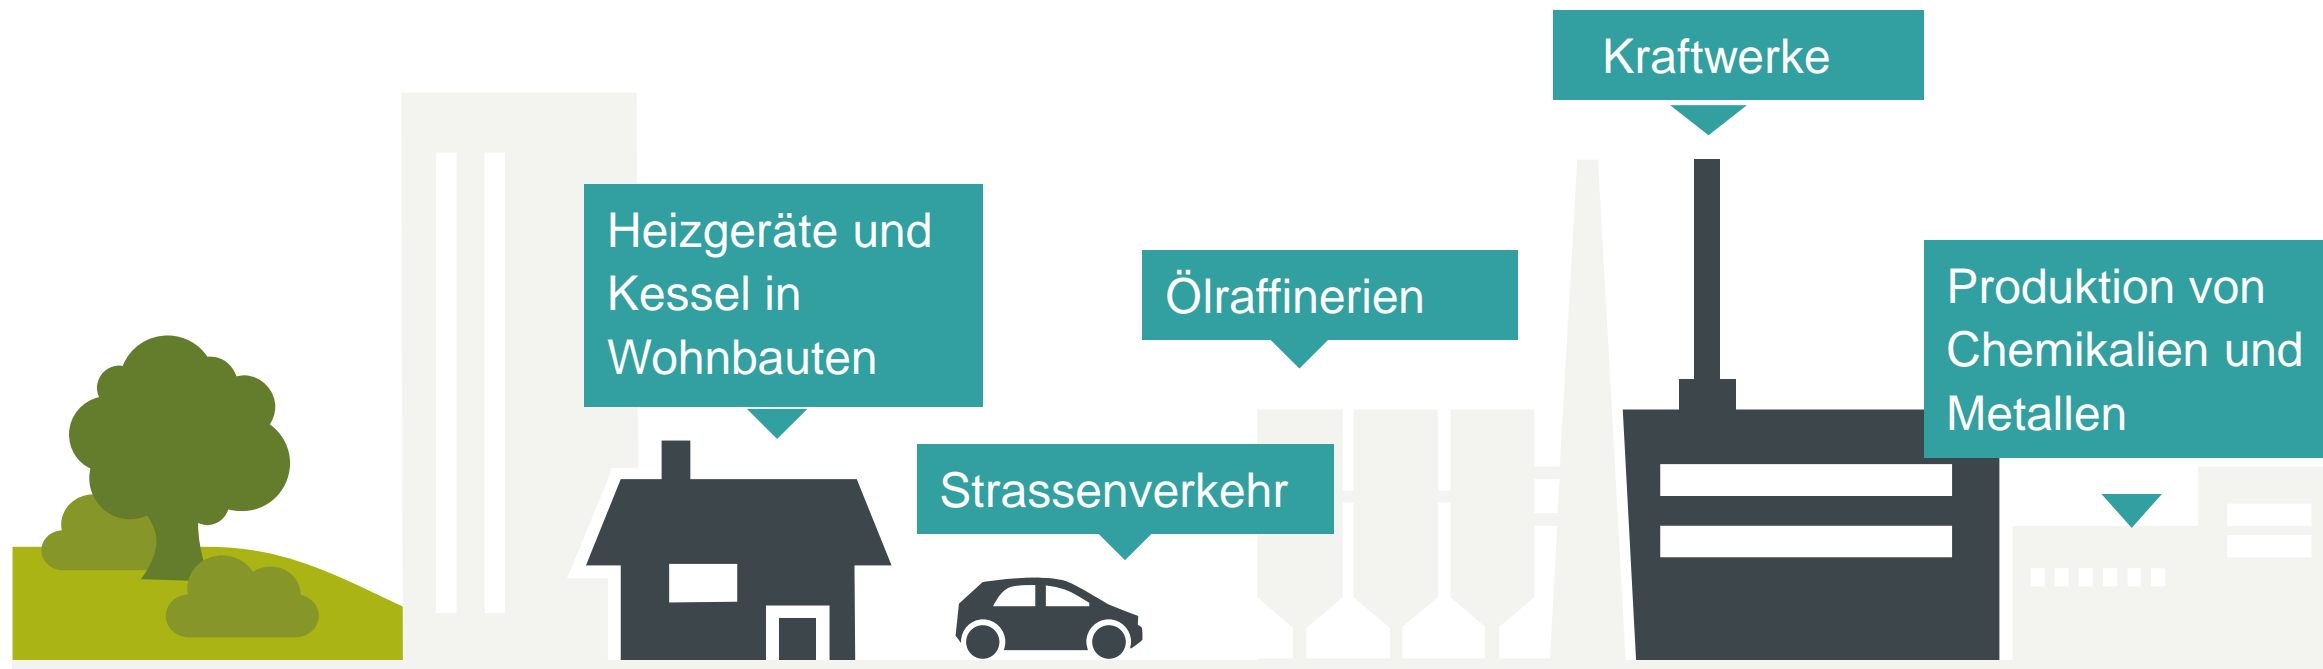 Kraftwerke
Heizgeräte und
Kessel in
Wohnbauten
Ölraffinerien
Produktion von
Chemikalien und
Metallen
Strassenverkehr